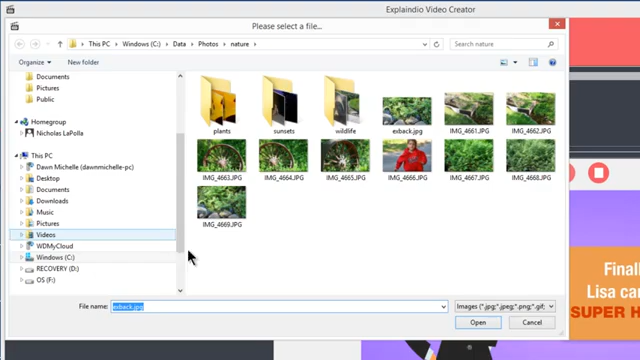 Explaindio Video Creator
Please select a file...
This PC
Windows (C:)
Data
Photos
nature
Search nature
Organize
New folder
Documents
Pictures
Public
Homegroup
Nicholas LaPolla
This PC
Dawn Michelle (dawnmichelle-pc)
Desktop
Documents
Downloads
Music
Pictures
Videos
WDMyCloud
Windows (C:)
RECOVERY (D:)
OS (F:)
plants
sunsets
wildlife
exback.jpg
IMG_4661.JPG
IMG_4662.JPG
IMG_4663.JPG
IMG_4664.JPG
IMG_4665.JPG
IMG_4666.JPG
IMG_4667.JPG
IMG_4668.JPG
IMG_4669.JPG
File name:
exback.jpg
Images (*.jpg;*.jpeg;*.png;*.gif;
Open
Cancel
Finall
Lisa can
SUPER H